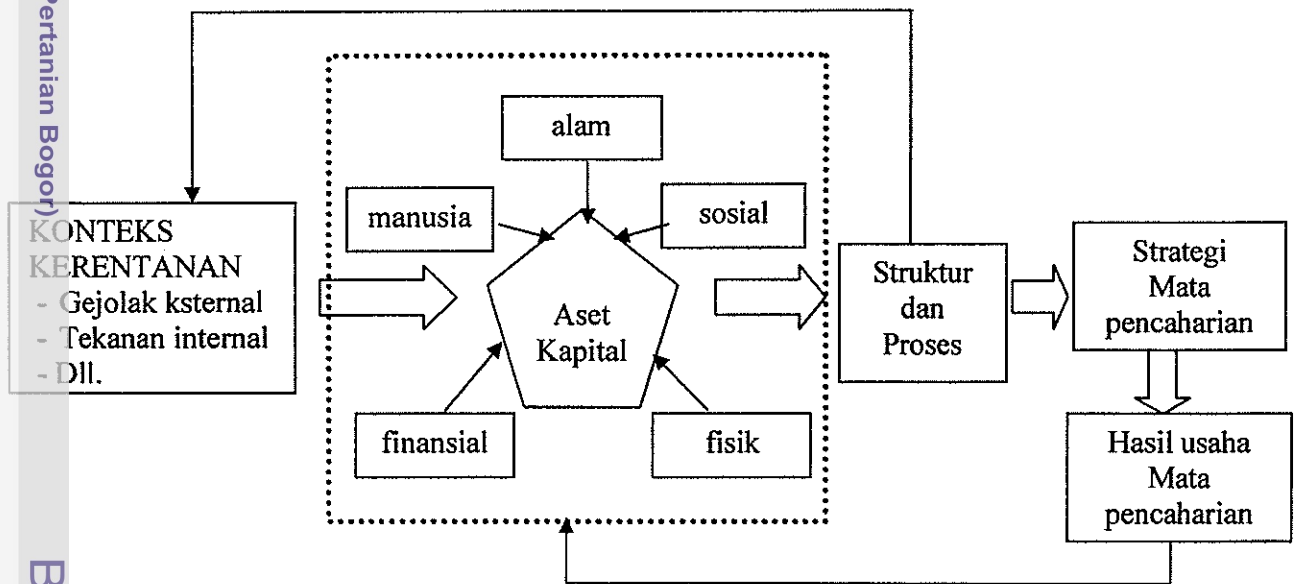 Pertanian Bogor)
alam
manusia
sosial
KONTEKS
KERENTANAN
- Gejolak ksternal
- Tekanan internal
- Dll.
Aset
Kapital
Struktur
dan
Proses
Strategi
Mata
pencaharian
finansial
fisik
Hasil usaha
Mata
pencaharian
B